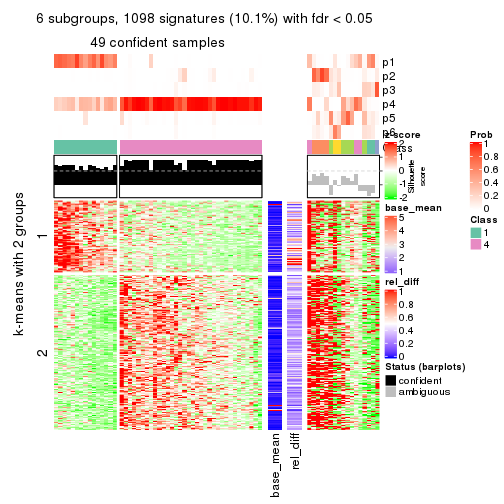 6 subgroups, 1098 signatures (10.1%) with fdr < 0.05
49 confident samples
p1
p2
p3
p4
p5
p6
Class
z-score
2
1
0
-1
-2
Silhouette
score
base_mean
5
4
3
2
1
rel_diff
1
0.8
0.6
0.4
0.2
0
Status (barplots)
confident
ambiguous
Prob
1
0.8
0.6
0.4
0.2
0
Class
1
4
k-means with 2 groups
1
2
base_mean
rel_diff